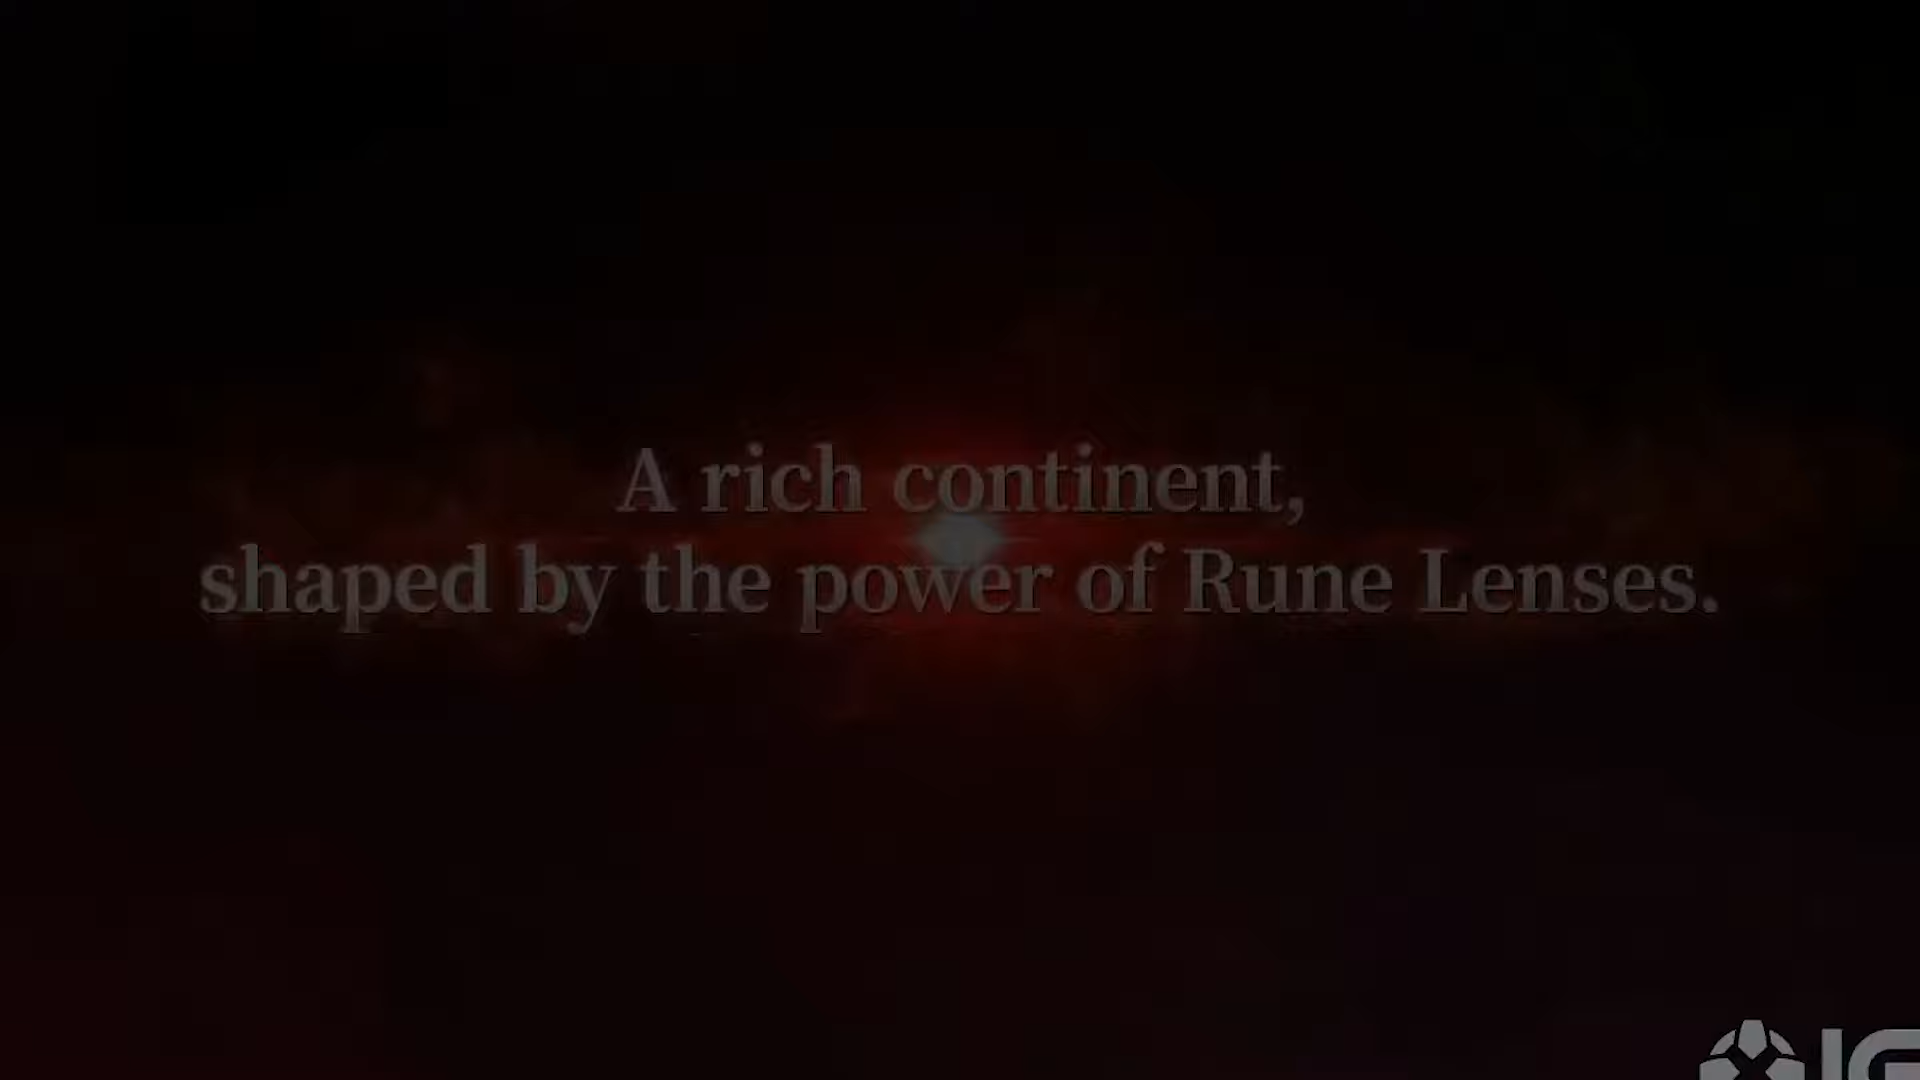 A rich continent,
shaped by the power of Rune Lenses.